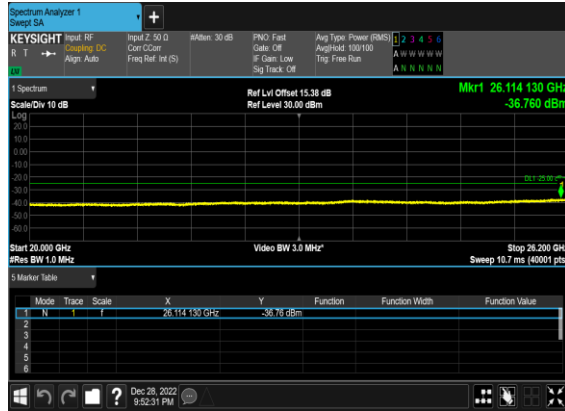 Spectrum Analyzer 1
Swept SA
+
KEYSIGHT
R T
Input: RF
Coupling: DC
Align: Auto
Input Z: 50 Ω
Corr CCorr
Freq Ref: Int (S)
#Atten: 30 dB
PNO: Fast
Gate: Off
IF Gain: Low
Sig Track: Off
Avg Type: Power (RMS)
Avg|Hold: 100/100
Trig: Free Run
1 2 3 4 5 6
A W W W W W
A N N N N N
1 Spectrum
Scale/Div 10 dB
Ref Lvl Offset 15.38 dB
Ref Level 30.00 dBm
Mkr1 26.114 130 GHz
-36.760 dBm
Log
20.0
10.0
0.00
-10.0
-20.0
-30.0
-40.0
-50.0
-60.0
DL1 -25.00
Start 20.000 GHz
#Res BW 1.0 MHz
Video BW 3.0 MHz*
Stop 26.200 GHz
Sweep 10.7 ms (40001 pts
5 Marker Table
Mode Trace Scale X Y Function Function Width Function Value
1 N 1 f 26.114 130 GHz -36.76 dBm
2
3
4
5
6
?
Dec 28, 2022
9:52:31 PM